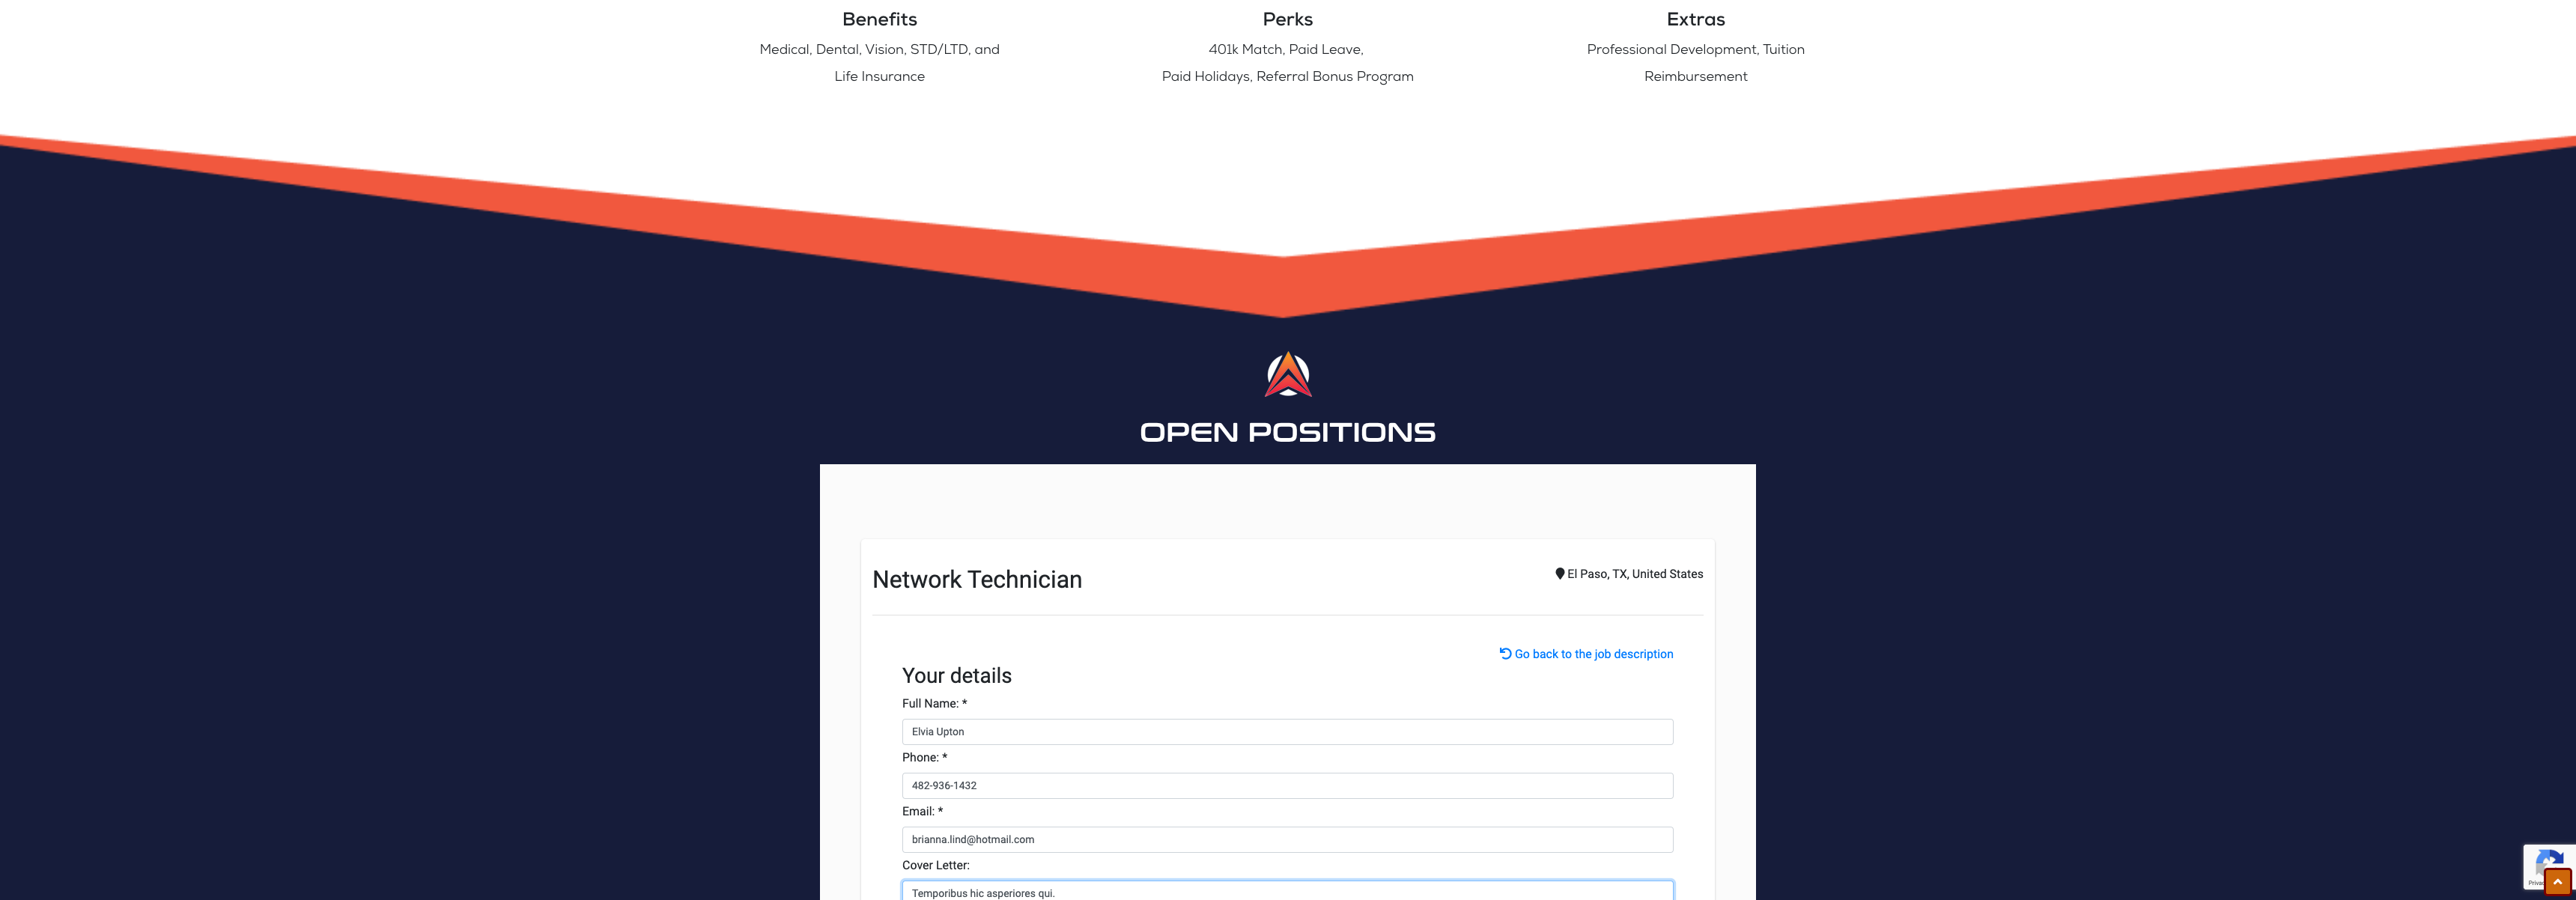 Benefits
Medical, Dental, Vision, STD/LTD, and
Life Insurance
Perks
401k Match, Paid Leave,
Paid Holidays, Referral Bonus Program
Extras
Professional Development, Tuition
Reimbursement
OPEN POSITIONS
Network Technician
El Paso, TX, United States
Go back to the job description
Your details
Full Name: *
Elvia Upton
Phone: *
482-936-1432
Email: *
brianna.lind@hotmail.com
Cover Letter:
Temporibus hic asperiores qui.